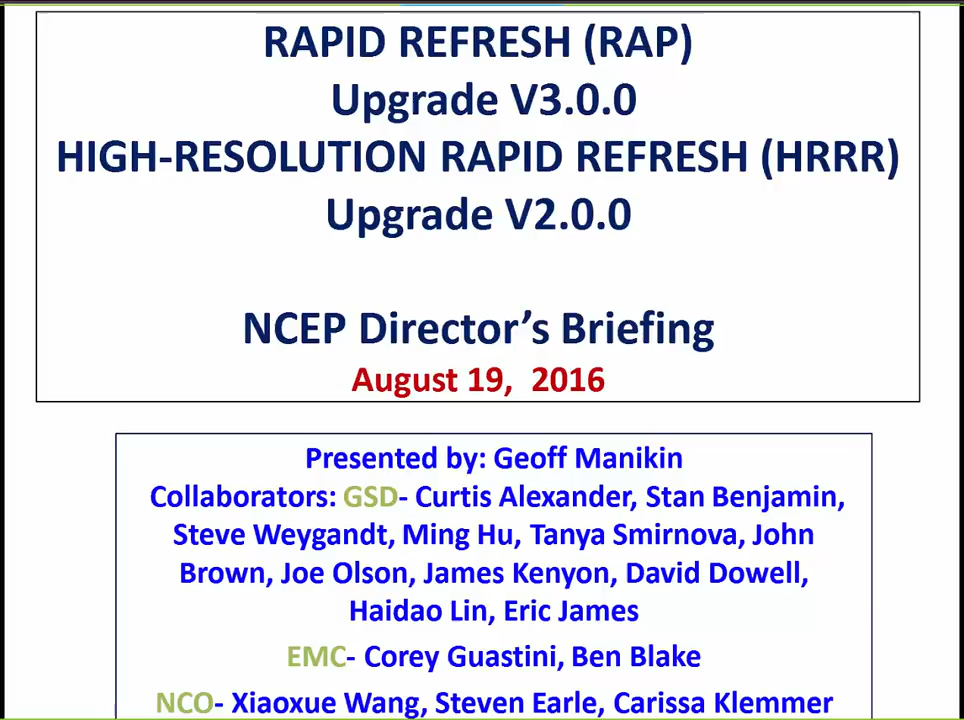 RAPID REFRESH (RAP)
Upgrade V3.0.0
HIGH-RESOLUTION RAPID REFRESH (HRRR)
Upgrade V2.0.0
NCEP Director’s Briefing
August 19, 2016
Presented by: Geoff Manikin
Collaborators: GSD- Curtis Alexander, Stan Benjamin,
Steve Weygandt, Ming Hu, Tanya Smirnova, John
Brown, Joe Olson, James Kenyon, David Dowell,
Haidao Lin, Eric James
EMC- Corey Guastini, Ben Blake
NCO- Xiaoxue Wang, Steven Earle, Carissa Klemmer